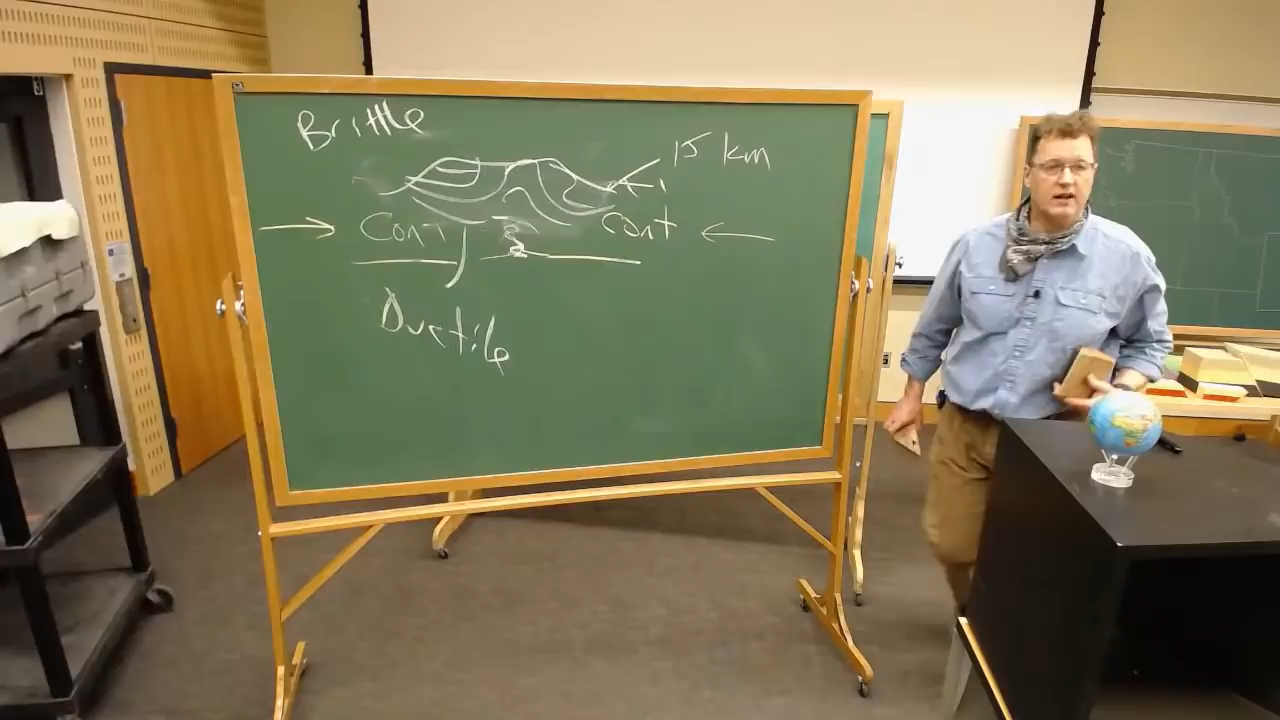 Brittle
15 km
→ Cont Cont ←
Ductile